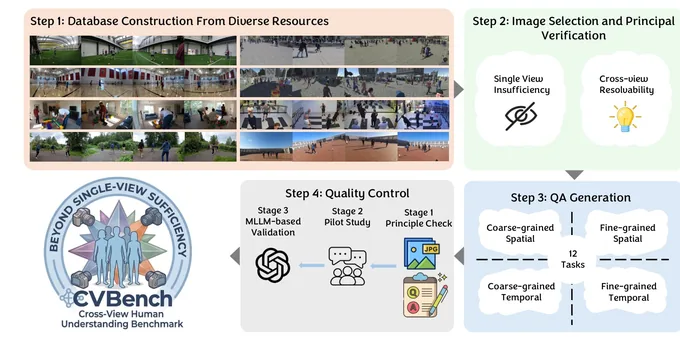 Step 1: Database Construction From Diverse Resources
Step 2: Image Selection and Principal
Verification
Single View
Insufficiency
Cross-view
Resolvability
Step 3: QA Generation
Coarse-grained
Spatial
Fine-grained
Spatial
12
Tasks
Coarse-grained
Temporal
Fine-grained
Temporal
Step 4: Quality Control
Stage 3
MLLM-based
Validation
Stage 2
Pilot Study
Stage 1
Principle Check
JPG
Q
A
BEYOND SINGLE-VIEW SUFFICIENCY
CVBench
Cross-View Human
Understanding Benchmark